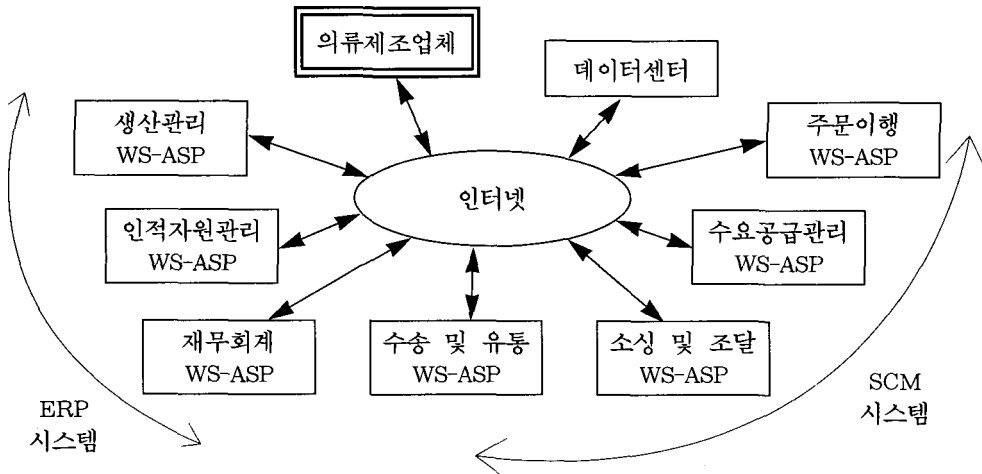 의류제조업체
데이터센터
생산관리
WS-ASP
주문이행
WS-ASP
인터넷
인적자원관리
WS-ASP
수요공급관리
WS-ASP
재무회계
WS-ASP
수송 및 유통
WS-ASP
소싱 및 조달
WS-ASP
ERP
시스템
SCM
시스템